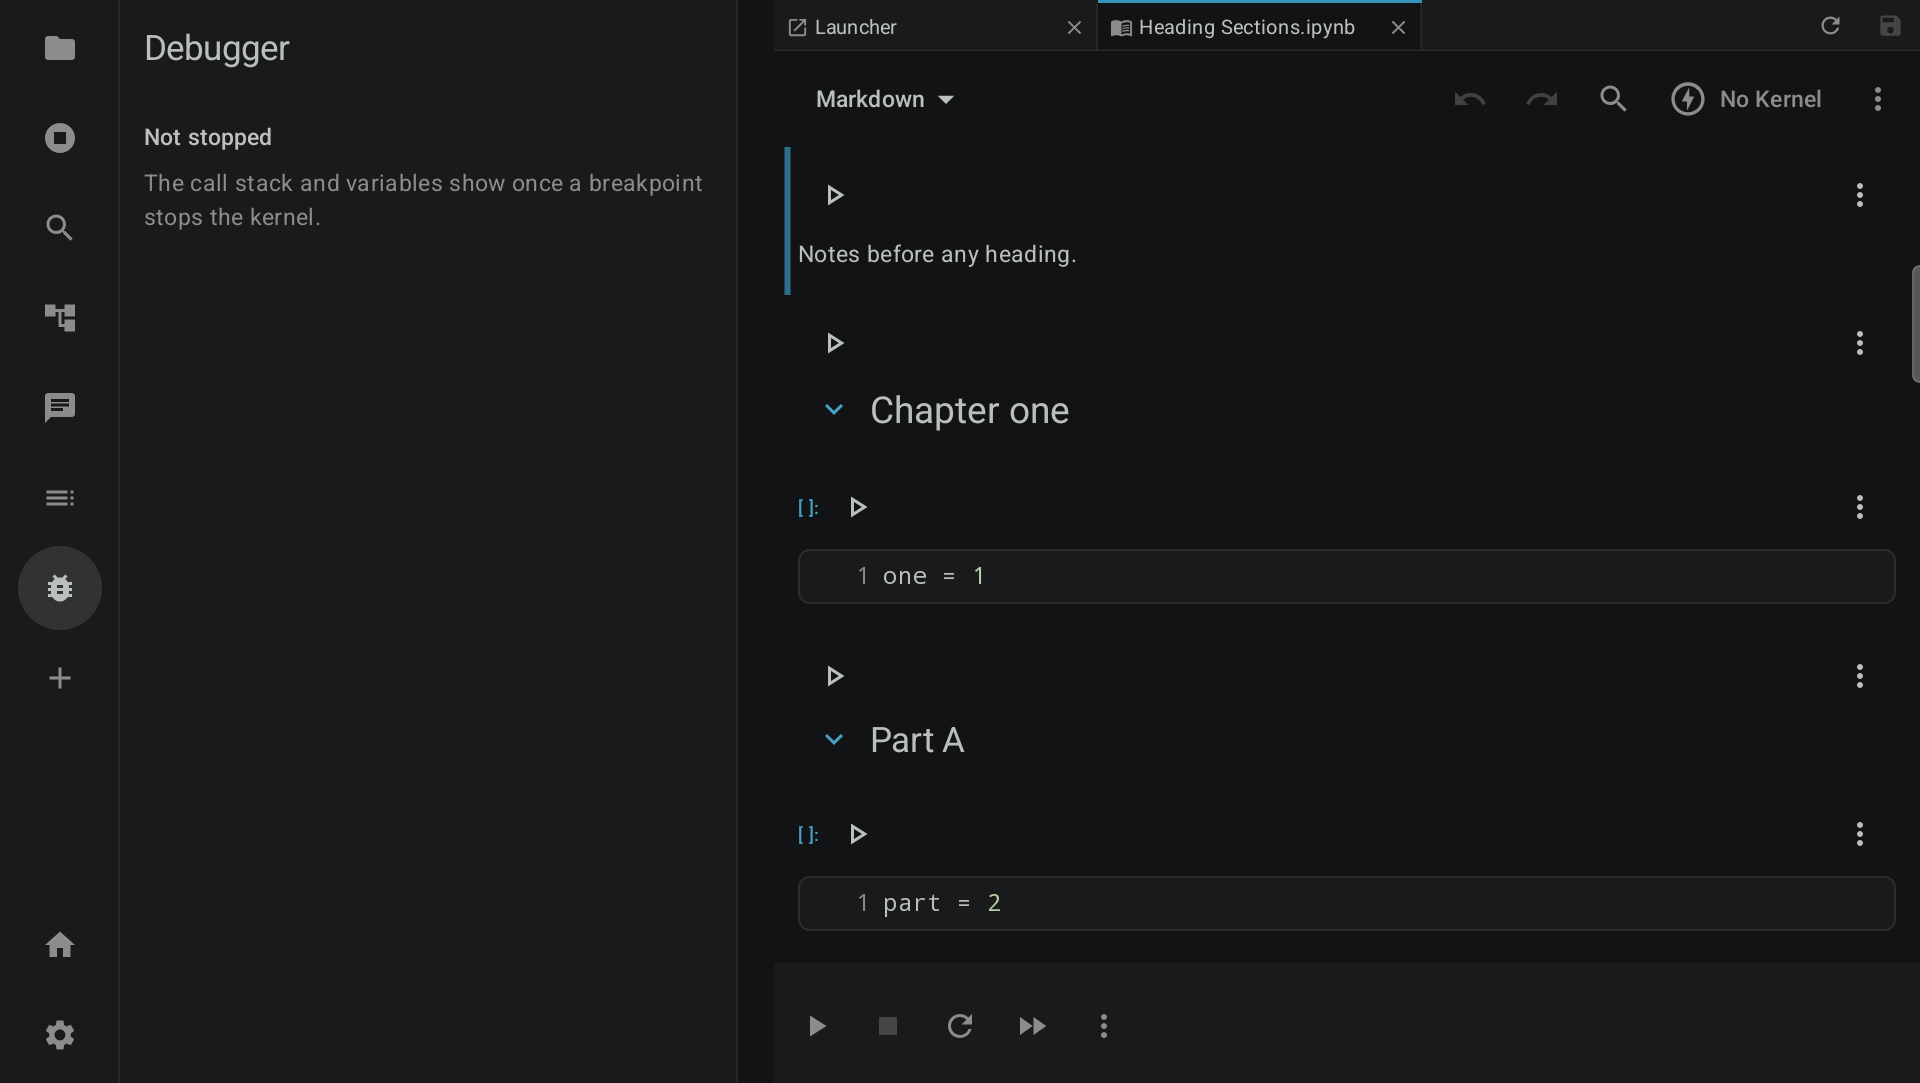 Debugger
Not stopped
The call stack and variables show once a breakpoint
stops the kernel.
Launcher
Heading Sections.ipynb
Markdown
No Kernel
Notes before any heading.
Chapter one
[ ]:
1 one = 1
Part A
[ ]:
1 part = 2